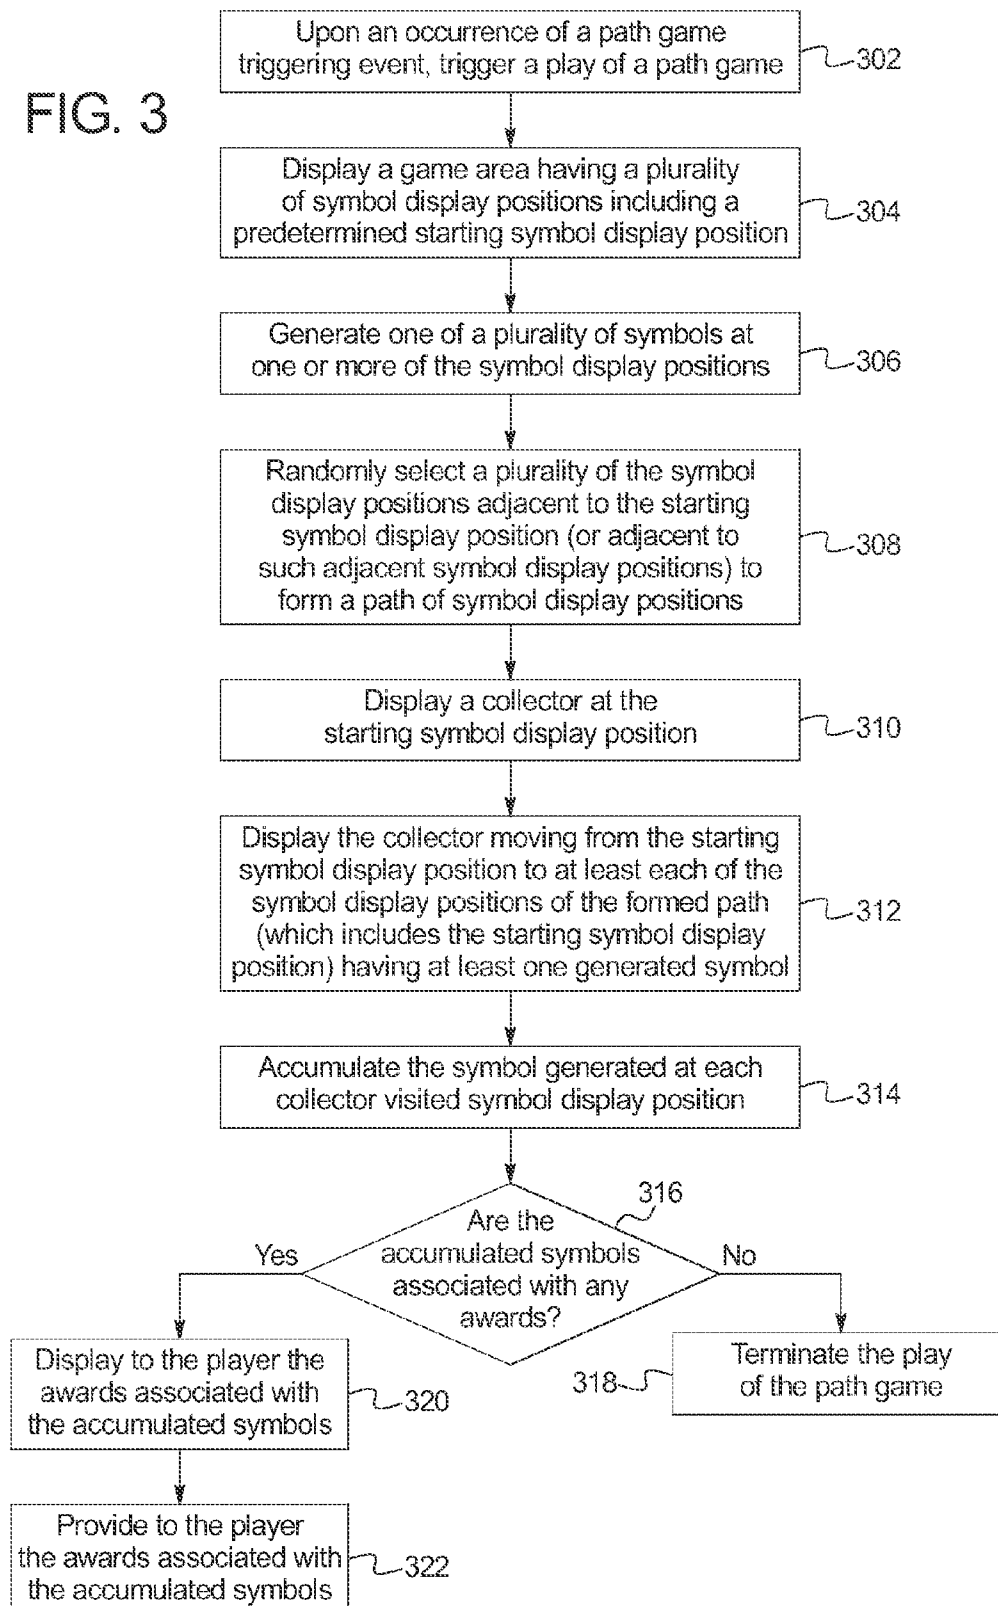 FIG. 3
Upon an occurrence of a path game
triggering event, trigger a play of a path game
302
Display a game area having a plurality
of symbol display positions including a
predetermined starting symbol display position
304
Generate one of a plurality of symbols at
one or more of the symbol display positions
306
Randomly select a plurality of the symbol
display positions adjacent to the starting
symbol display position (or adjacent to
such adjacent symbol display positions) to
form a path of symbol display positions
308
Display a collector at the
starting symbol display position
310
Display the collector moving from the starting
symbol display position to at least each of the
symbol display positions of the formed path
(which includes the starting symbol display
position) having at least one generated symbol
312
Accumulate the symbol generated at each
collector visited symbol display position
314
316
Are the
accumulated symbols
associated with any
awards?
Yes
No
Display to the player the
awards associated with
the accumulated symbols
320
318
Terminate the play
of the path game
Provide to the player
the awards associated with
the accumulated symbols
322